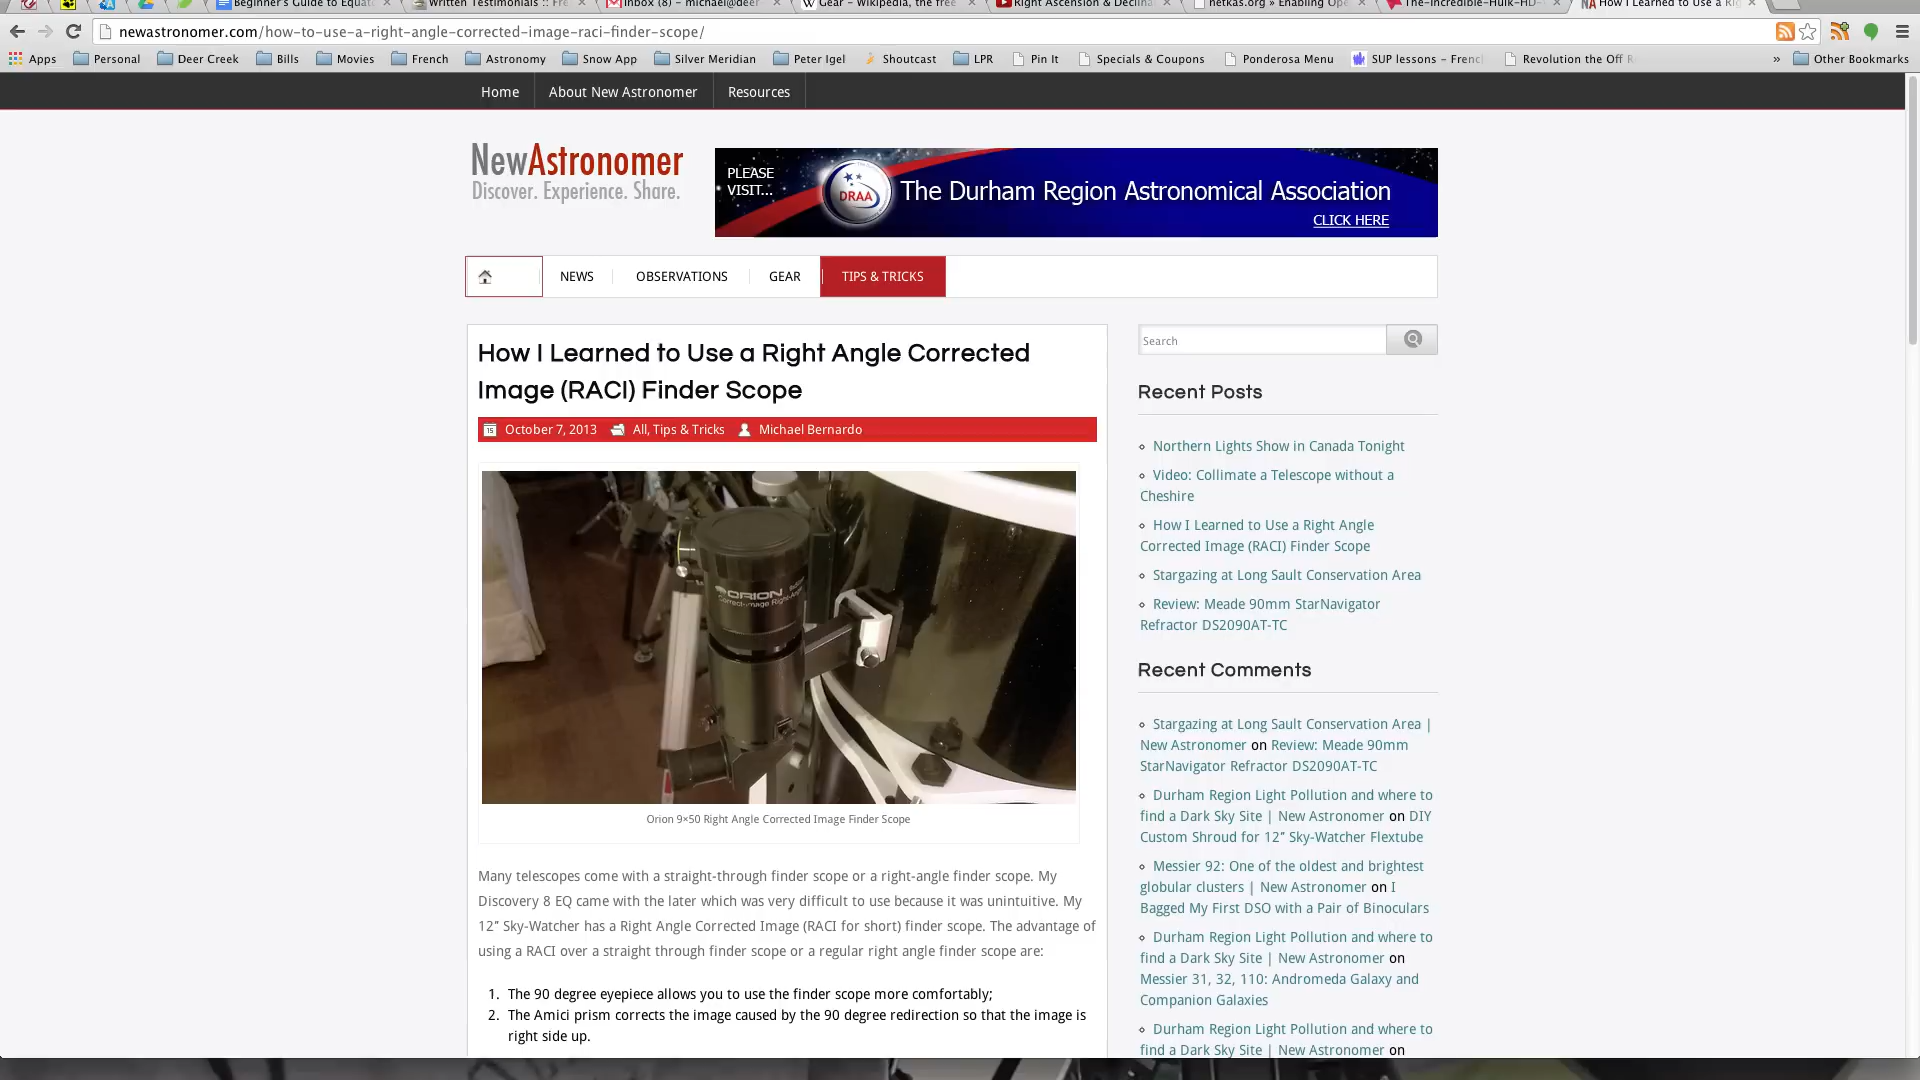 Beginner's Guide to Equat
Written Testimonials :: Fre
Inbox (8) – michael@deer
Gear – Wikipedia, the free
Right Ascension & Declina
netkas.org » Enabling Ope
The-Incredible-Hulk-HD-
How I Learned to Use a Rig
newastronomer.com/how-to-use-a-right-angle-corrected-image-raci-finder-scope/
Apps Personal Deer Creek Bills Movies French Astronomy Snow App Silver Meridian Peter Igel Shoutcast LPR Pin It Specials & Coupons Ponderosa Menu SUP lessons – Frenc Revolution the Off R » Other Bookmarks
Home About New Astronomer Resources
NewAstronomer
Discover. Experience. Share.
PLEASE
VISIT...
DRAA
The Durham Region Astronomical Association
CLICK HERE
NEWS OBSERVATIONS GEAR TIPS & TRICKS
How I Learned to Use a Right Angle Corrected
Image (RACI) Finder Scope
15 October 7, 2013 All, Tips & Tricks Michael Bernardo
ORION
Correct-Image Right-Angle
Orion 9×50 Right Angle Corrected Image Finder Scope
Many telescopes come with a straight-through finder scope or a right-angle finder scope. My
Discovery 8 EQ came with the later which was very difficult to use because it was unintuitive. My
12″ Sky-Watcher has a Right Angle Corrected Image (RACI for short) finder scope. The advantage of
using a RACI over a straight through finder scope or a regular right angle finder scope are:
1. The 90 degree eyepiece allows you to use the finder scope more comfortably;
2. The Amici prism corrects the image caused by the 90 degree redirection so that the image is
right side up.
Search
Recent Posts
Northern Lights Show in Canada Tonight
Video: Collimate a Telescope without a
Cheshire
How I Learned to Use a Right Angle
Corrected Image (RACI) Finder Scope
Stargazing at Long Sault Conservation Area
Review: Meade 90mm StarNavigator
Refractor DS2090AT-TC
Recent Comments
Stargazing at Long Sault Conservation Area |
New Astronomer on Review: Meade 90mm
StarNavigator Refractor DS2090AT-TC
Durham Region Light Pollution and where to
find a Dark Sky Site | New Astronomer on DIY
Custom Shroud for 12″ Sky-Watcher Flextube
Messier 92: One of the oldest and brightest
globular clusters | New Astronomer on I
Bagged My First DSO with a Pair of Binoculars
Durham Region Light Pollution and where to
find a Dark Sky Site | New Astronomer on
Messier 31, 32, 110: Andromeda Galaxy and
Companion Galaxies
Durham Region Light Pollution and where to
find a Dark Sky Site | New Astronomer on